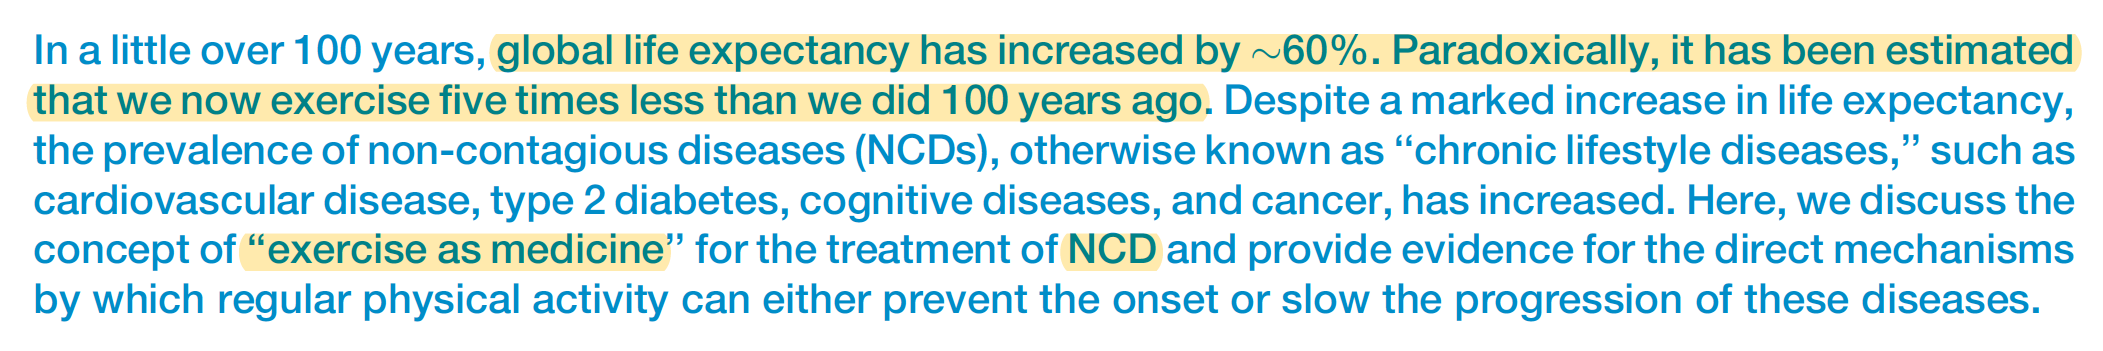 In a little over 100 years, global life expectancy has increased by ~60%. Paradoxically, it has been estimated
that we now exercise five times less than we did 100 years ago. Despite a marked increase in life expectancy,
the prevalence of non-contagious diseases (NCDs), otherwise known as “chronic lifestyle diseases,” such as
cardiovascular disease, type 2 diabetes, cognitive diseases, and cancer, has increased. Here, we discuss the
concept of “exercise as medicine” for the treatment of NCD and provide evidence for the direct mechanisms
by which regular physical activity can either prevent the onset or slow the progression of these diseases.